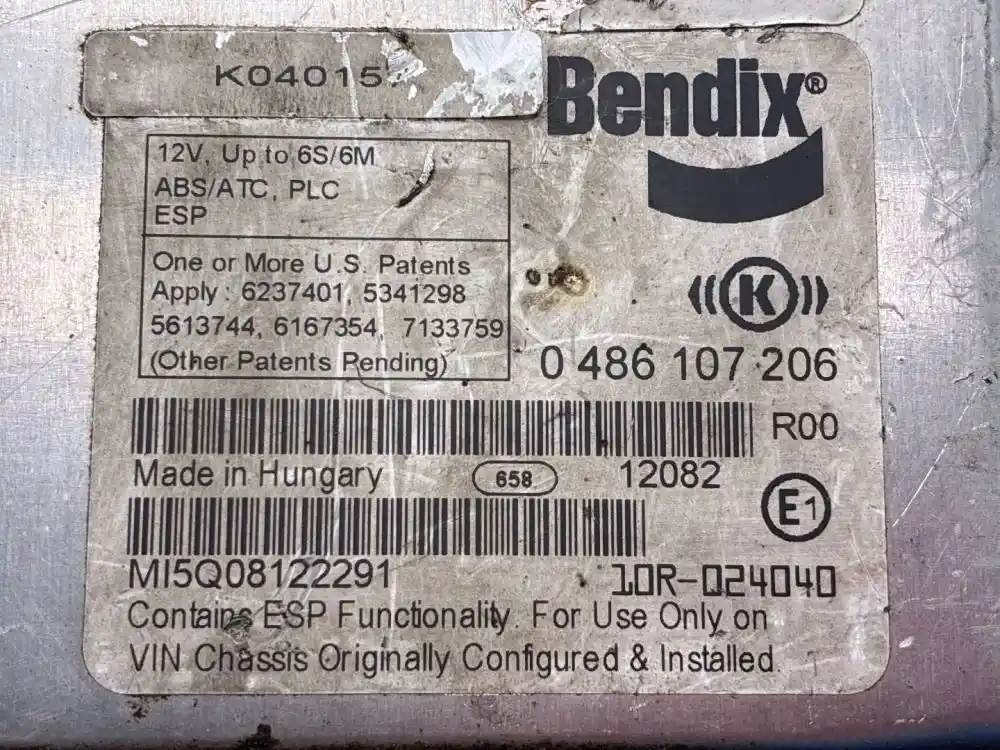 K04015
Bendix®
12V, Up to 6S/6M
ABS/ATC, PLC
ESP
One or More U.S. Patents
Apply : 6237401, 5341298
5613744, 6167354, 7133759
(Other Patents Pending)
((K))
0 486 107 206
R00
Made in Hungary
658
12082
E1
MI5Q08122291
10R-024040
Contains ESP Functionality. For Use Only on
VIN Chassis Originally Configured & Installed.